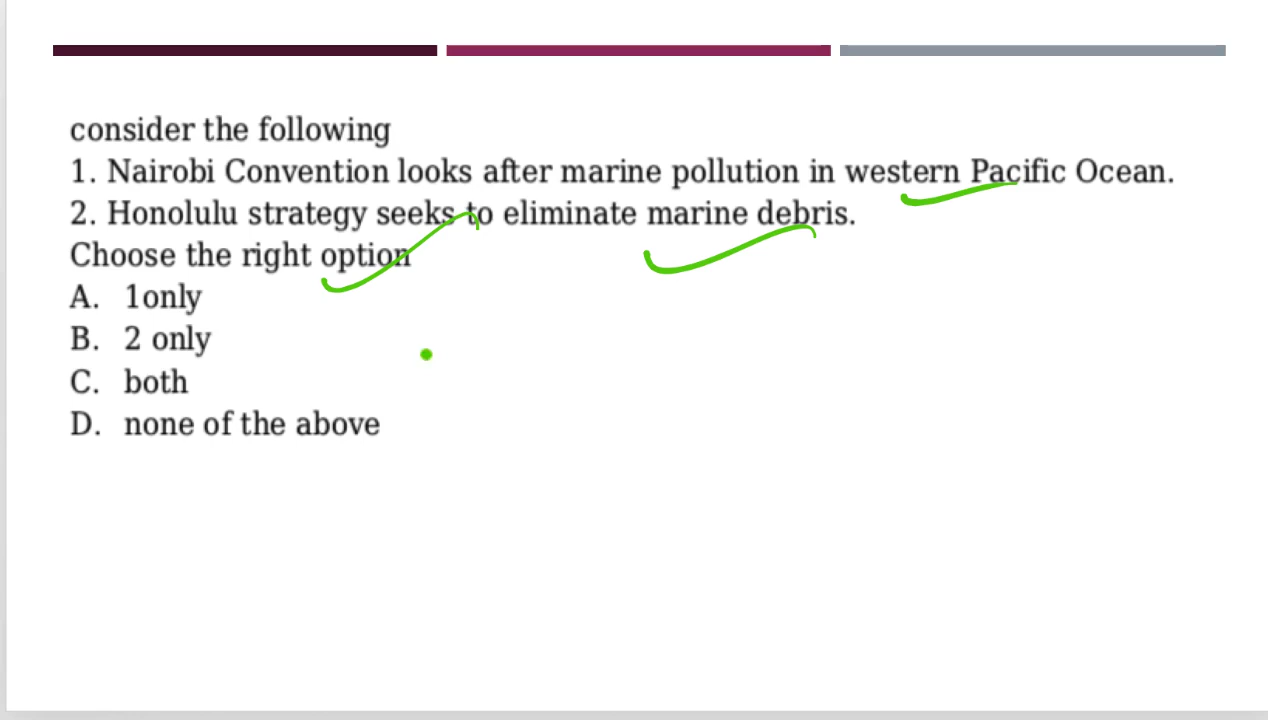 consider the following
1. Nairobi Convention looks after marine pollution in western Pacific Ocean.
2. Honolulu strategy seeks to eliminate marine debris.
Choose the right option
A. 1only
B. 2 only
C. both
D. none of the above